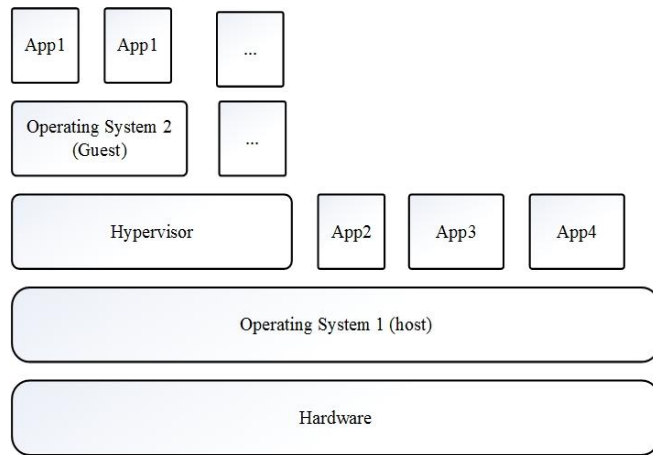 App1
App1
...
Operating System 2
(Guest)
...
Hypervisor
App2
App3
App4
Operating System 1 (host)
Hardware